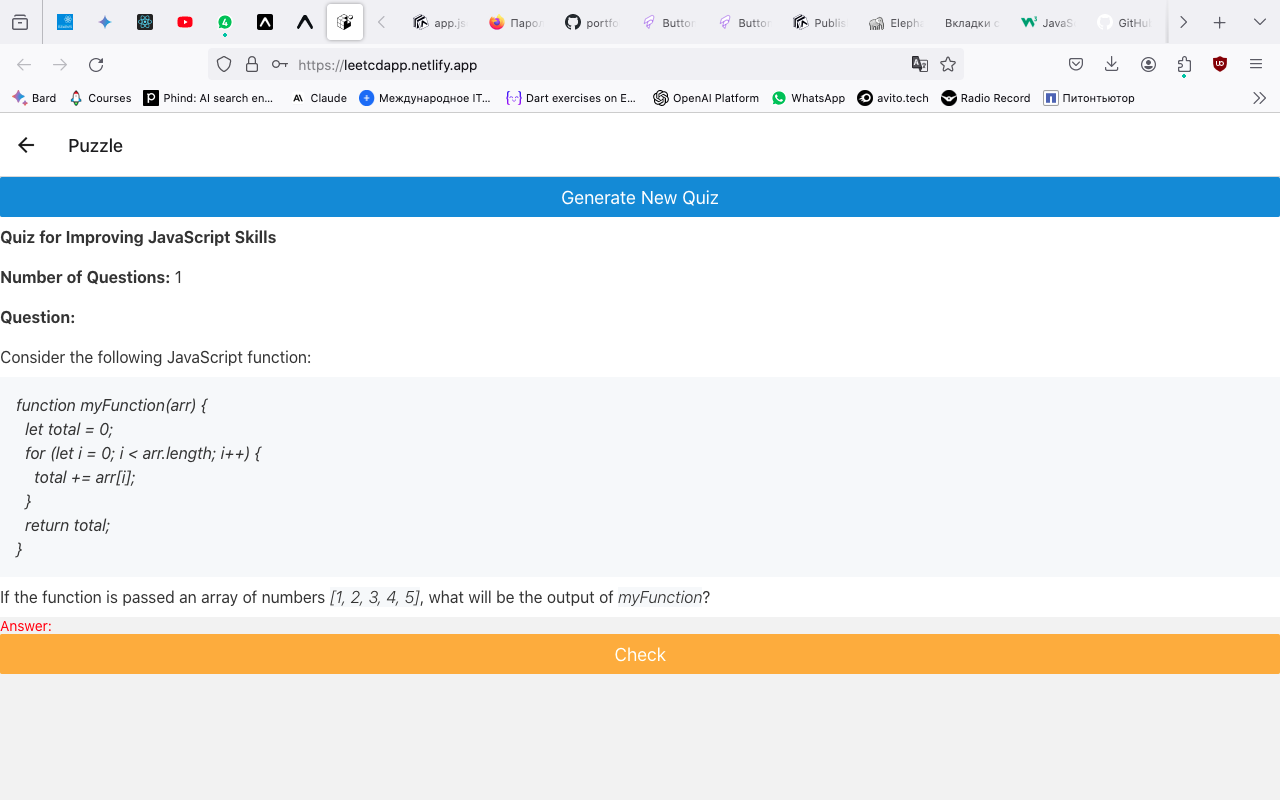 4
app.js
Парол
portfo
Button
Button
Publis
Eleph
Вкладки с
JavaS
GitHub
https://leetcdapp.netlify.app
Bard
Courses
Phind: AI search en...
Claude
Международное IT...
Dart exercises on E...
OpenAI Platform
WhatsApp
avito.tech
Radio Record
Питонтьютор
Puzzle
Generate New Quiz
Quiz for Improving JavaScript Skills
Number of Questions: 1
Question:
Consider the following JavaScript function:
function myFunction(arr) {
let total = 0;
for (let i = 0; i < arr.length; i++) {
total += arr[i];
}
return total;
}
If the function is passed an array of numbers [1, 2, 3, 4, 5], what will be the output of myFunction?
Answer:
Check